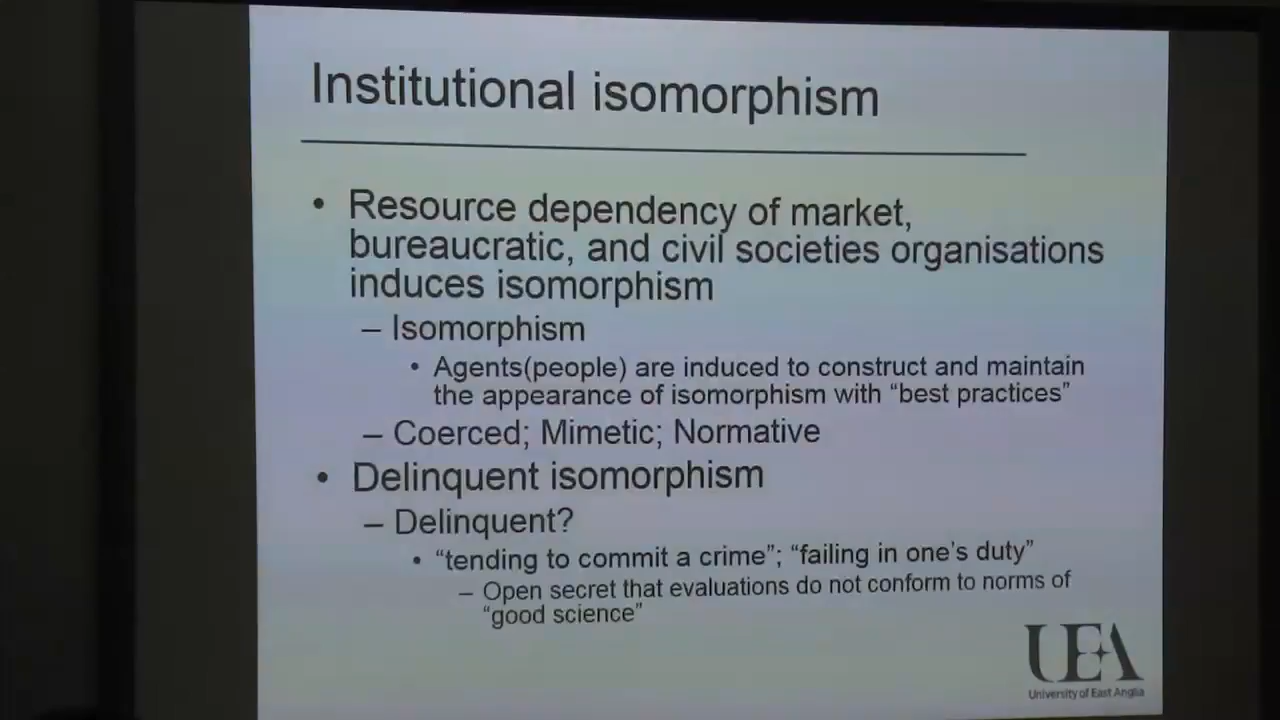 Institutional isomorphism
• Resource dependency of market,
bureaucratic, and civil societies organisations
induces isomorphism
– Isomorphism
• Agents(people) are induced to construct and maintain
the appearance of isomorphism with “best practices”
– Coerced; Mimetic; Normative
• Delinquent isomorphism
– Delinquent?
• “tending to commit a crime”; “failing in one’s duty”
– Open secret that evaluations do not conform to norms of
“good science”
UEA
University of East Anglia